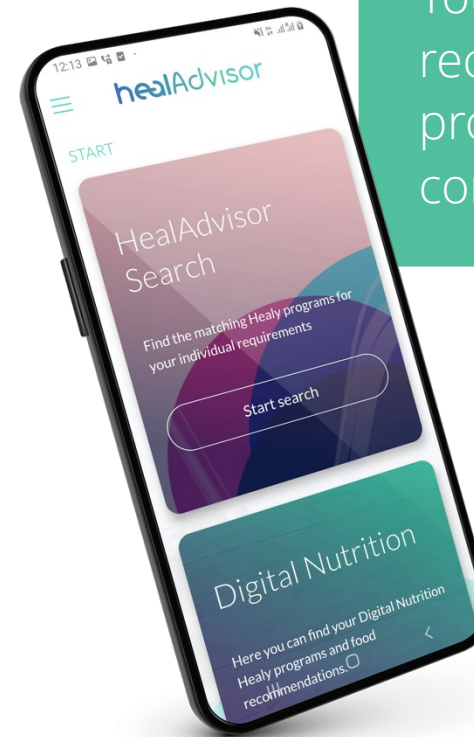 12:13
healAdvisor
START
HealAdvisor
Search
Find the matching Healy programs for
your individual requirements
Start search
Digital Nutrition
Here you can find your Digital Nutrition
Healy programs and food
recommendations.